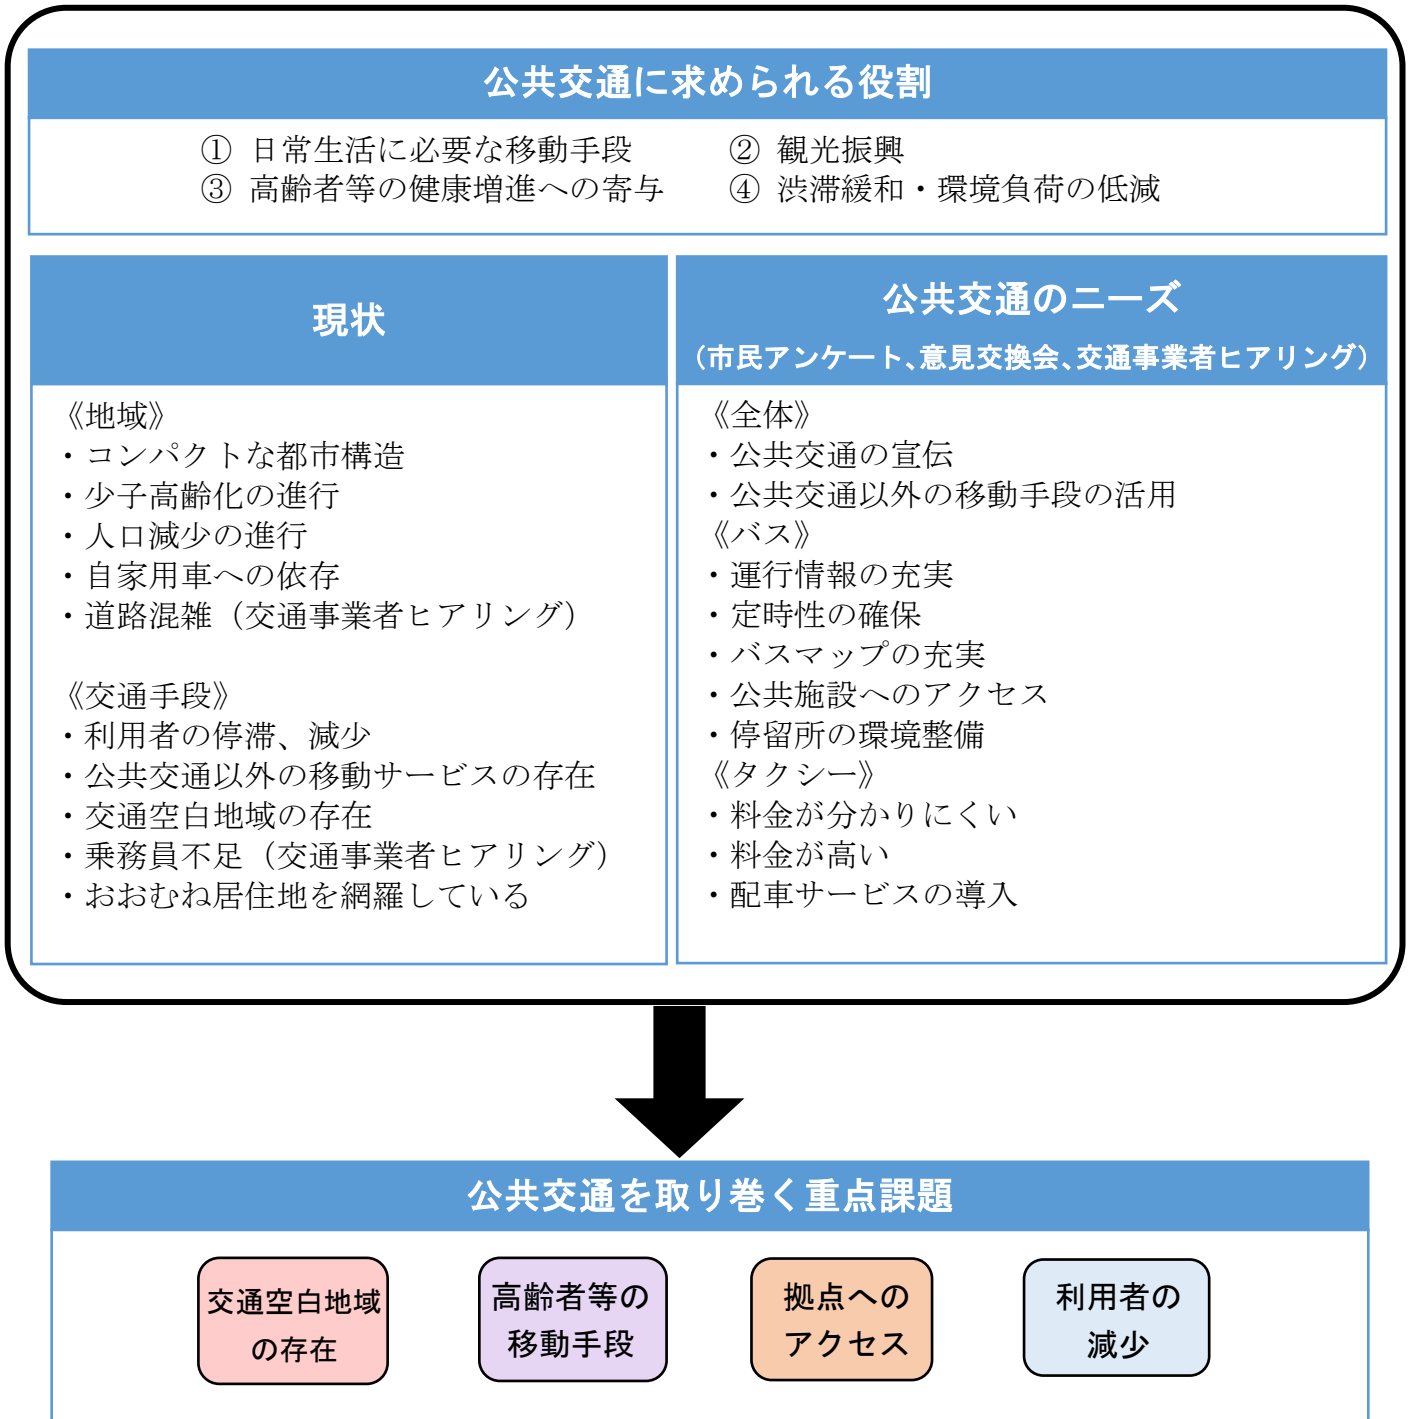 公共交通に求められる役割
① 日常生活に必要な移動手段 ② 観光振興
③ 高齢者等の健康増進への寄与 ④ 渋滞緩和・環境負荷の低減
現状
《地域》
・コンパクトな都市構造
・少子高齢化の進行
・人口減少の進行
・自家用車への依存
・道路混雑（交通事業者ヒアリング）
《交通手段》
・利用者の停滞、減少
・公共交通以外の移動サービスの存在
・交通空白地域の存在
・乗務員不足（交通事業者ヒアリング）
・おおむね居住地を網羅している
公共交通のニーズ
（市民アンケート、意見交換会、交通事業者ヒアリング）
《全体》
・公共交通の宣伝
・公共交通以外の移動手段の活用
《バス》
・運行情報の充実
・定時性の確保
・バスマップの充実
・公共施設へのアクセス
・停留所の環境整備
《タクシー》
・料金が分かりにくい
・料金が高い
・配車サービスの導入
公共交通を取り巻く重点課題
交通空白地域
の存在
高齢者等の
移動手段
拠点への
アクセス
利用者の
減少